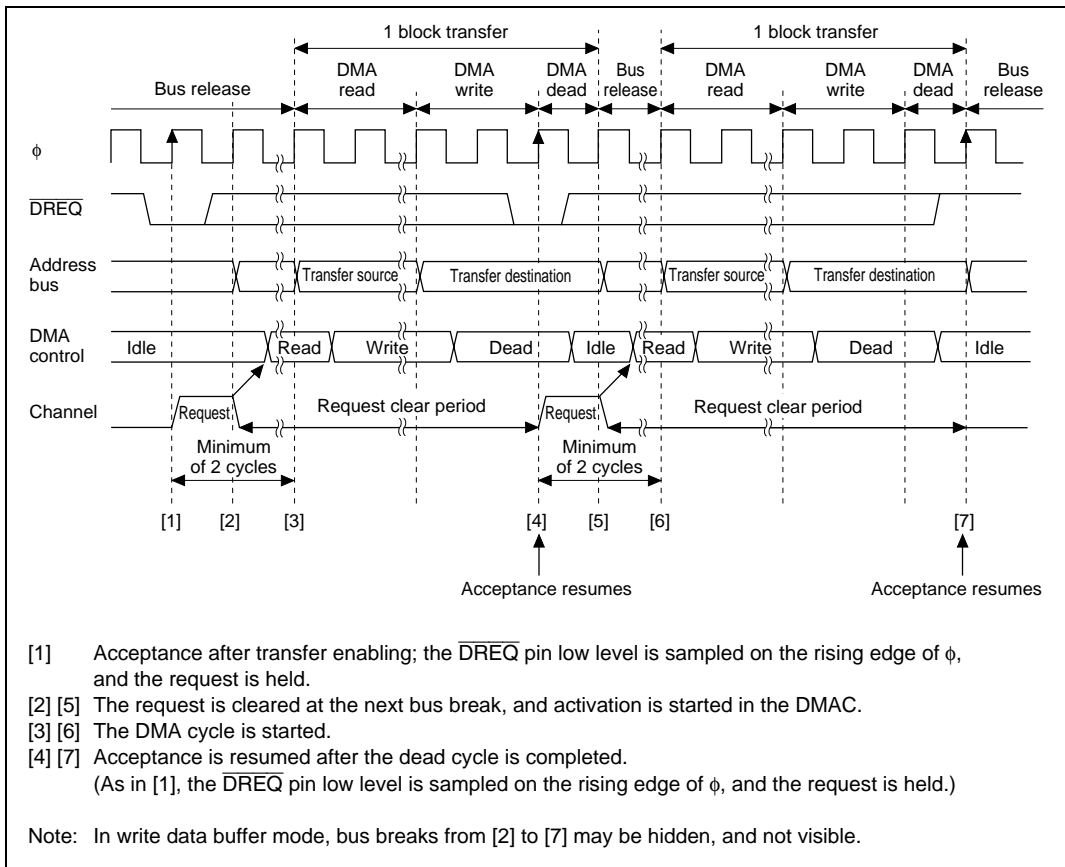 1 block transfer 1 block transfer
Bus release DMA read DMA write DMA dead Bus release DMA read DMA write DMA dead Bus release
ϕ
D̅R̅E̅Q̅
Address bus Transfer source Transfer destination Transfer source Transfer destination
DMA control Idle Read Write Dead Idle Read Write Dead Idle
Channel Request Request clear period Request Request clear period
Minimum of 2 cycles Minimum of 2 cycles
[1] [2] [3] [4] [5] [6] [7]
Acceptance resumes Acceptance resumes
[1] Acceptance after transfer enabling; the D̅R̅E̅Q̅ pin low level is sampled on the rising edge of ϕ,
and the request is held.
[2] [5] The request is cleared at the next bus break, and activation is started in the DMAC.
[3] [6] The DMA cycle is started.
[4] [7] Acceptance is resumed after the dead cycle is completed.
(As in [1], the D̅R̅E̅Q̅ pin low level is sampled on the rising edge of ϕ, and the request is held.)
Note: In write data buffer mode, bus breaks from [2] to [7] may be hidden, and not visible.